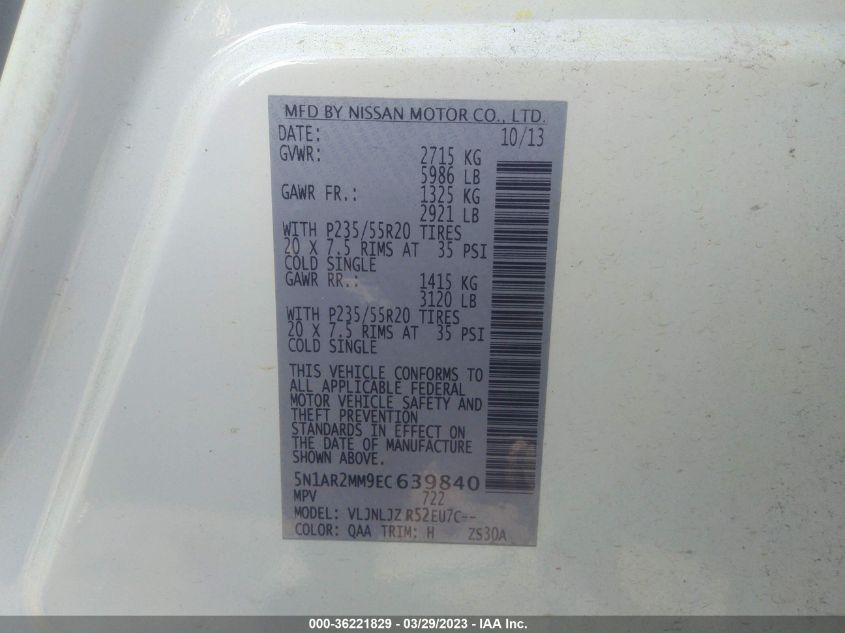 MFD BY NISSAN MOTOR CO., LTD.
DATE: 10/13
GVWR: 2715 KG
5986 LB
GAWR FR.: 1325 KG
2921 LB
WITH P235/55R20 TIRES
20 X 7.5 RIMS AT 35 PSI
COLD SINGLE
GAWR RR.: 1415 KG
3120 LB
WITH P235/55R20 TIRES
20 X 7.5 RIMS AT 35 PSI
COLD SINGLE
THIS VEHICLE CONFORMS TO
ALL APPLICABLE FEDERAL
MOTOR VEHICLE SAFETY AND
THEFT PREVENTION
STANDARDS IN EFFECT ON
THE DATE OF MANUFACTURE
SHOWN ABOVE.
5N1AR2MM9EC639840
MPV 722
MODEL: VLJNLJZ R52EU7C--
COLOR: QAA TRIM: H ZS30A
000-36221829 - 03/29/2023 - IAA Inc.